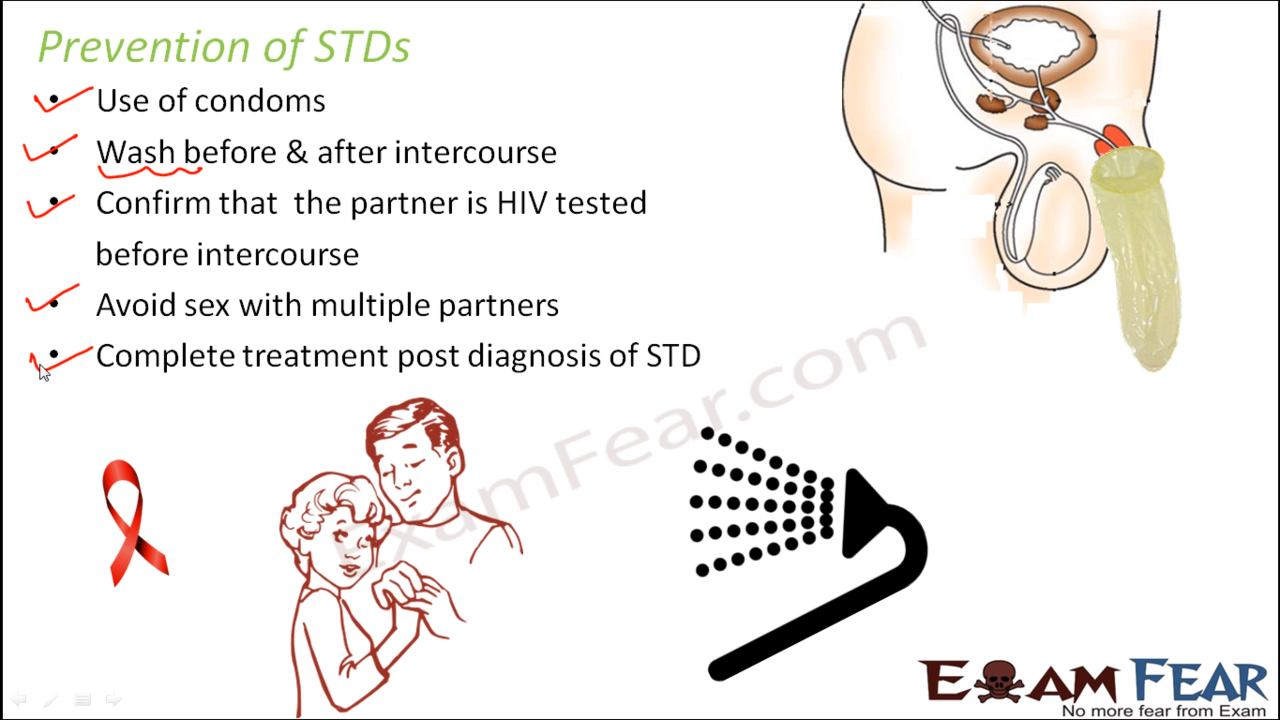 Prevention of STDs
• Use of condoms
• Wash before & after intercourse
• Confirm that  the partner is HIV tested
before intercourse
• Avoid sex with multiple partners
• Complete treatment post diagnosis of STD
ExamFear.com
EXAM FEAR
No more fear from Exam